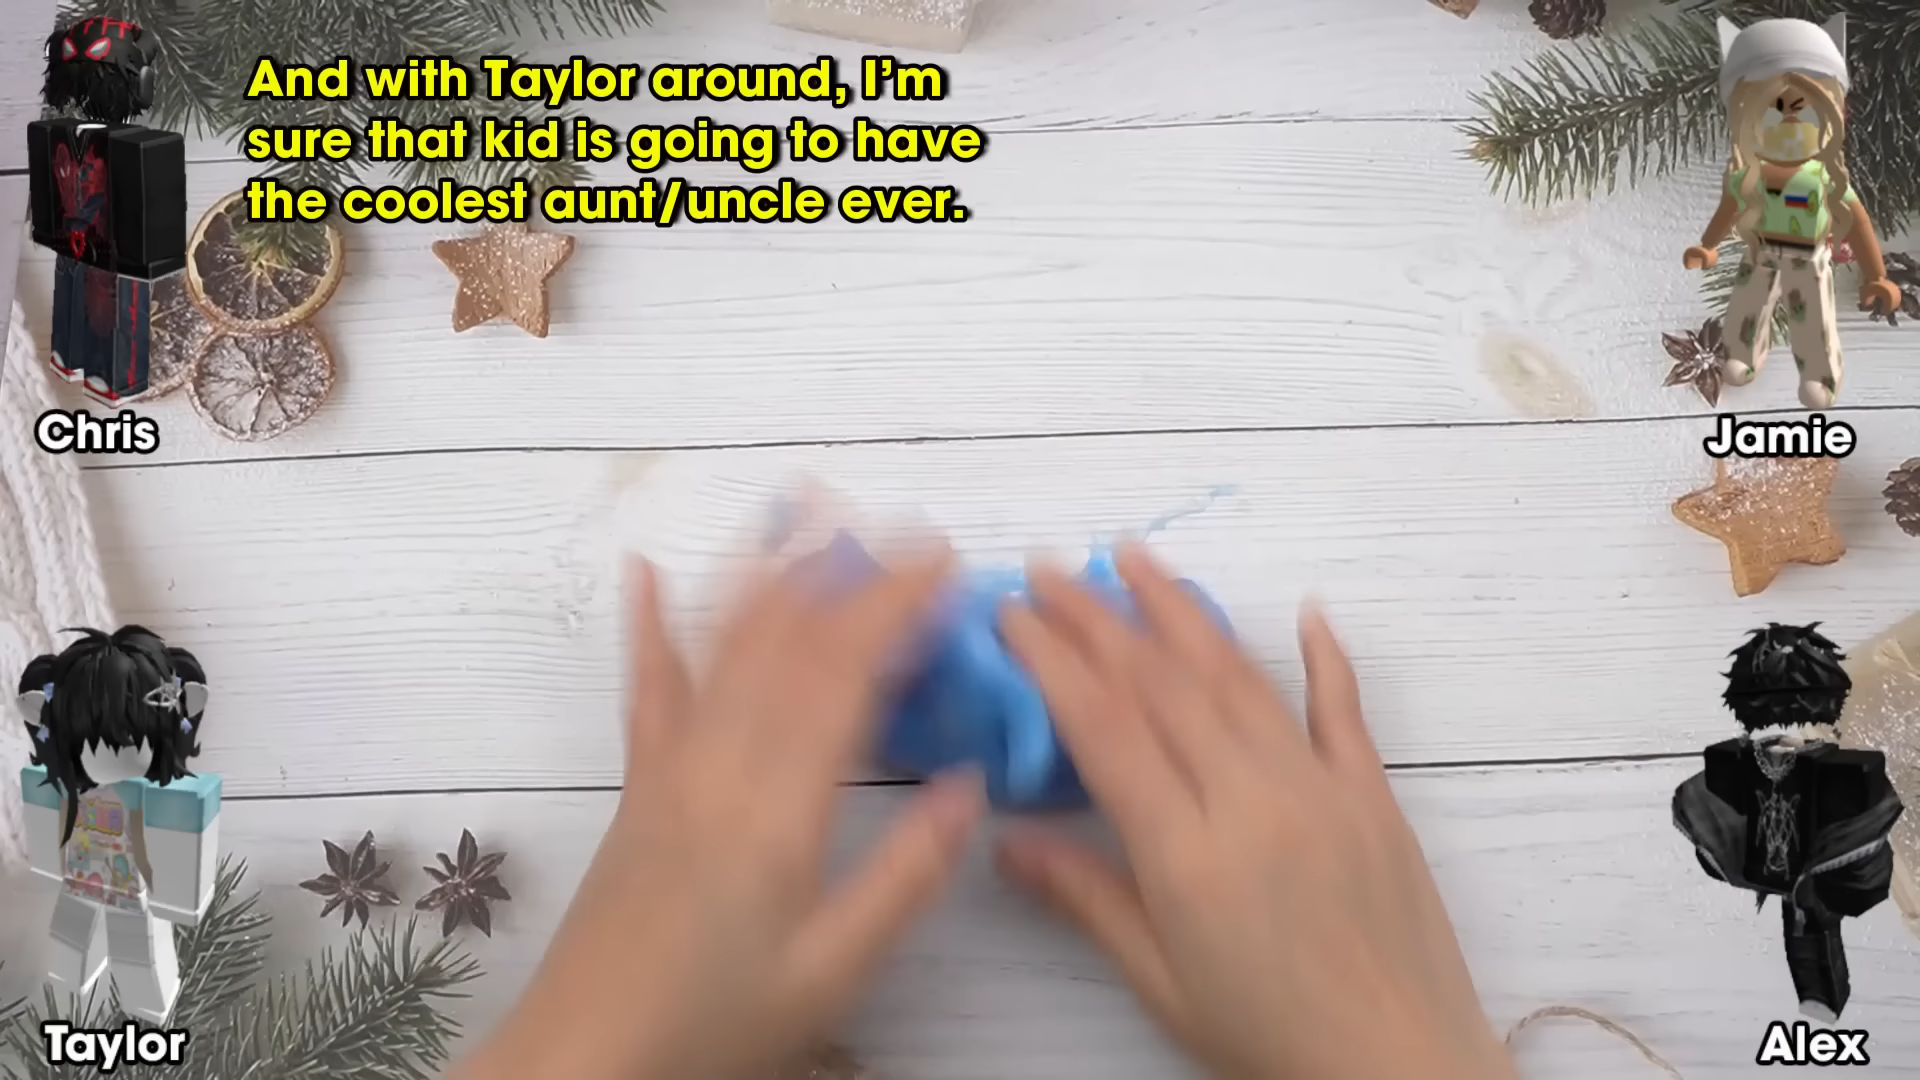 And with Taylor around, I'm
sure that kid is going to have
the coolest aunt/uncle ever.
Chris
Jamie
Taylor
Alex